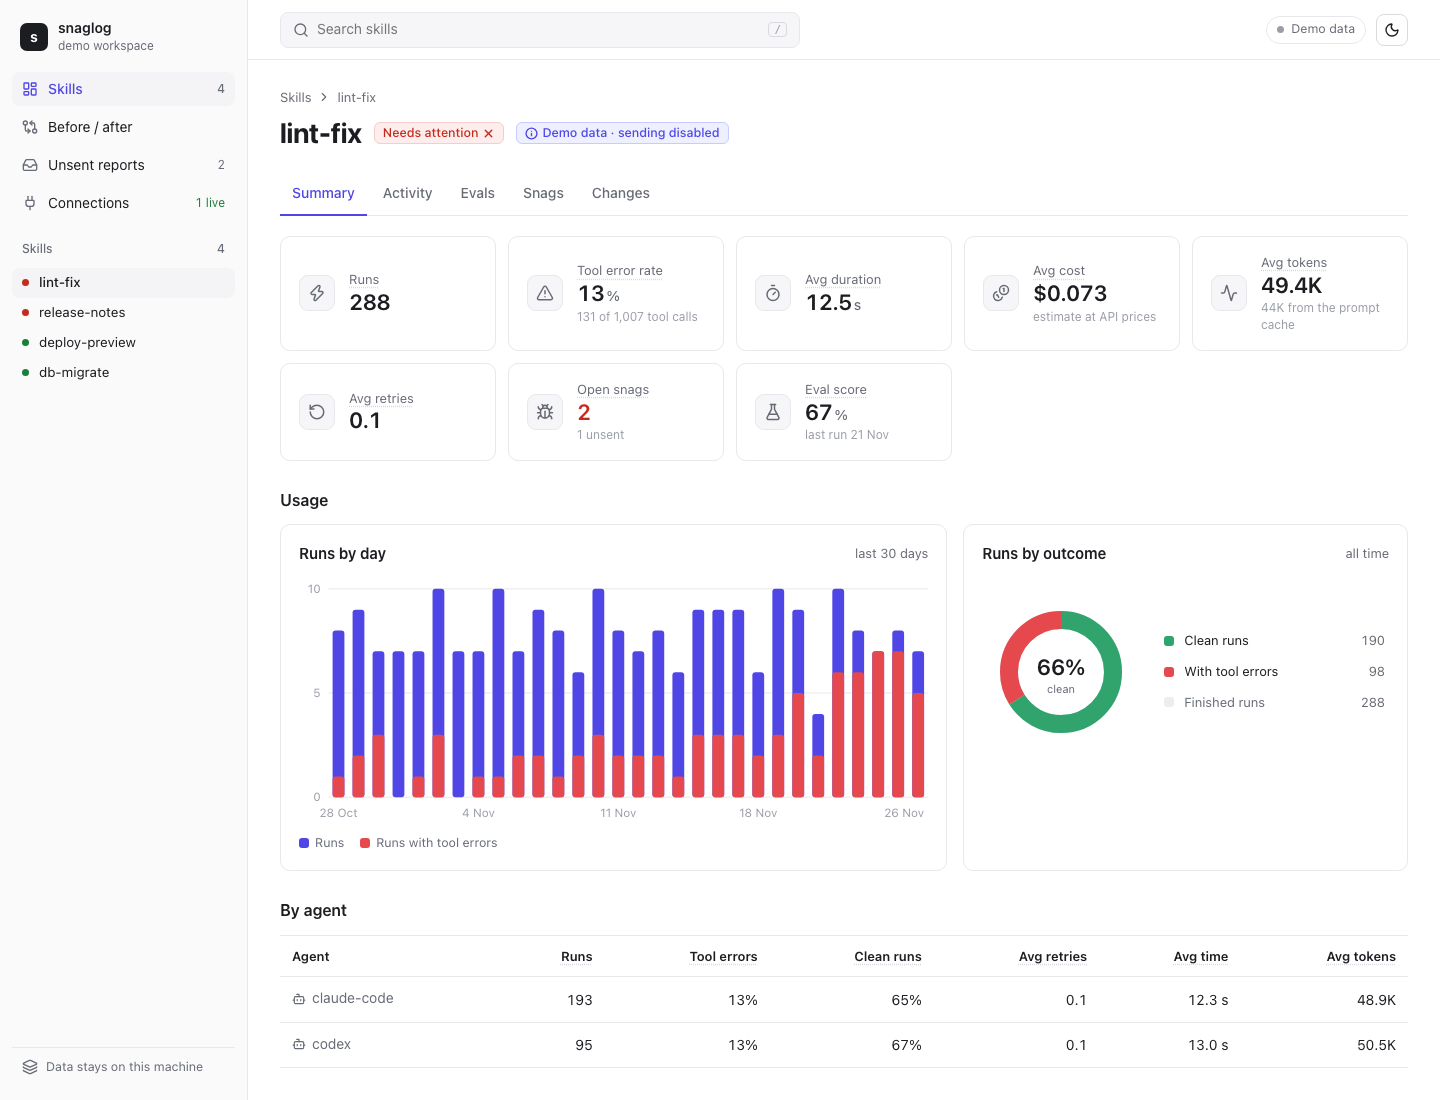 s
snaglog
demo workspace
Skills 4
Before / after
Unsent reports 2
Connections 1 live
Skills 4
lint-fix
release-notes
deploy-preview
db-migrate
Data stays on this machine
Search skills /
Demo data
Skills lint-fix
lint-fix Needs attention Demo data · sending disabled
Summary Activity Evals Snags Changes
Runs
288
Tool error rate
13 %
131 of 1,007 tool calls
Avg duration
12.5 s
Avg cost
$0.073
estimate at API prices
Avg tokens
49.4K
44K from the prompt
cache
Avg retries
0.1
Open snags
2
1 unsent
Eval score
67 %
last run 21 Nov
Usage
Runs by day last 30 days
10
5
0
28 Oct 4 Nov 11 Nov 18 Nov 26 Nov
Runs Runs with tool errors
Runs by outcome all time
66%
clean
Clean runs 190
With tool errors 98
Finished runs 288
By agent
Agent Runs Tool errors Clean runs Avg retries Avg time Avg tokens
claude-code 193 13% 65% 0.1 12.3 s 48.9K
codex 95 13% 67% 0.1 13.0 s 50.5K